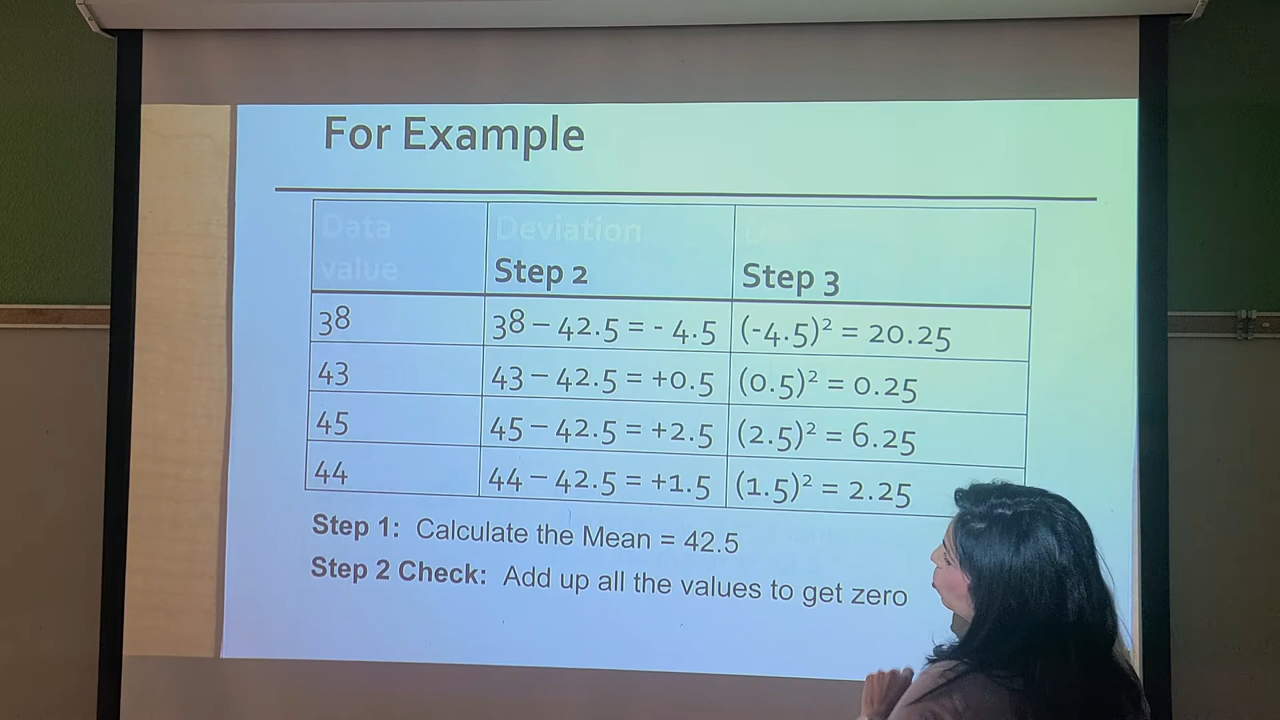 For Example
Data value
Deviation
Step 2
Step 3
38
38 – 42.5 = - 4.5
(-4.5)² = 20.25
43
43 – 42.5 = +0.5
(0.5)² = 0.25
45
45 – 42.5 = +2.5
(2.5)² = 6.25
44
44 – 42.5 = +1.5
(1.5)² = 2.25
Step 1: Calculate the Mean = 42.5
Step 2 Check: Add up all the values to get zero